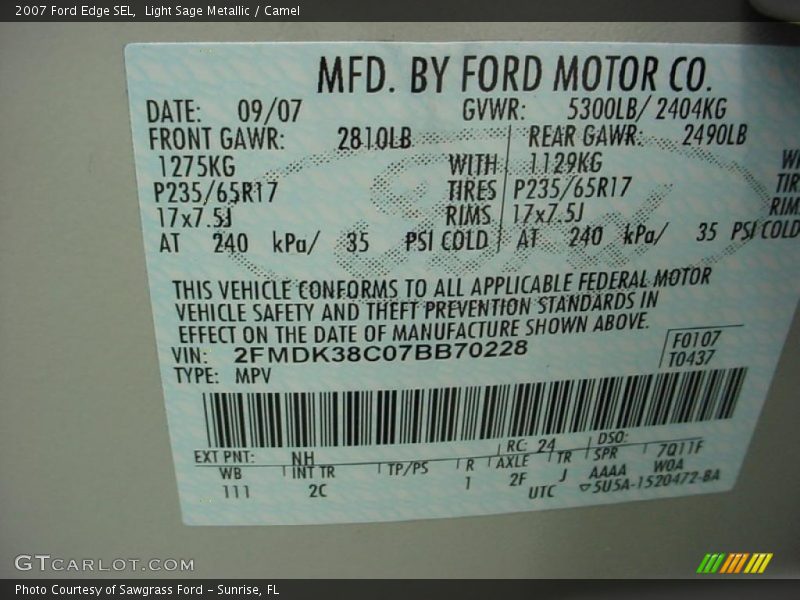 2007 Ford Edge SEL, Light Sage Metallic / Camel
MFD. BY FORD MOTOR CO.
DATE: 09/07 GVWR: 5300LB/ 2404KG
FRONT GAWR: 2810LB REAR GAWR: 2490LB
1275KG WITH 1129KG WI
P235/65R17 TIRES P235/65R17 TIR
17x7.5J RIMS 17x7.5J RIM
AT 240 kPa/ 35 PSI COLD AT 240 kPa/ 35 PSI COLD
THIS VEHICLE CONFORMS TO ALL APPLICABLE FEDERAL MOTOR
VEHICLE SAFETY AND THEFT PREVENTION STANDARDS IN
EFFECT ON THE DATE OF MANUFACTURE SHOWN ABOVE.
VIN: 2FMDK38C07BB70228 F0107
TYPE: MPV T0437
EXT PNT: NH RC: 24 DSO:
WB INT TR TP/PS R AXLE TR SPR 7Q11F
111 2C 1 2F J AAAA WOA
UTC ▽5U5A-1520472-BA
GTCARLOT.COM
Photo Courtesy of Sawgrass Ford - Sunrise, FL